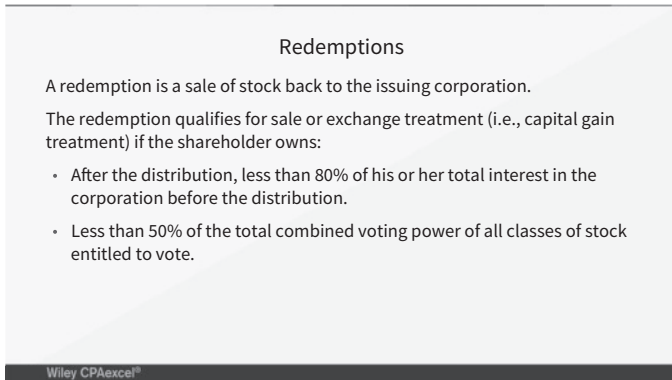 Redemptions
A redemption is a sale of stock back to the issuing corporation.
The redemption qualifies for sale or exchange treatment (i.e., capital gain
treatment) if the shareholder owns:
• After the distribution, less than 80% of his or her total interest in the
corporation before the distribution.
• Less than 50% of the total combined voting power of all classes of stock
entitled to vote.
Wiley CPAexcel®